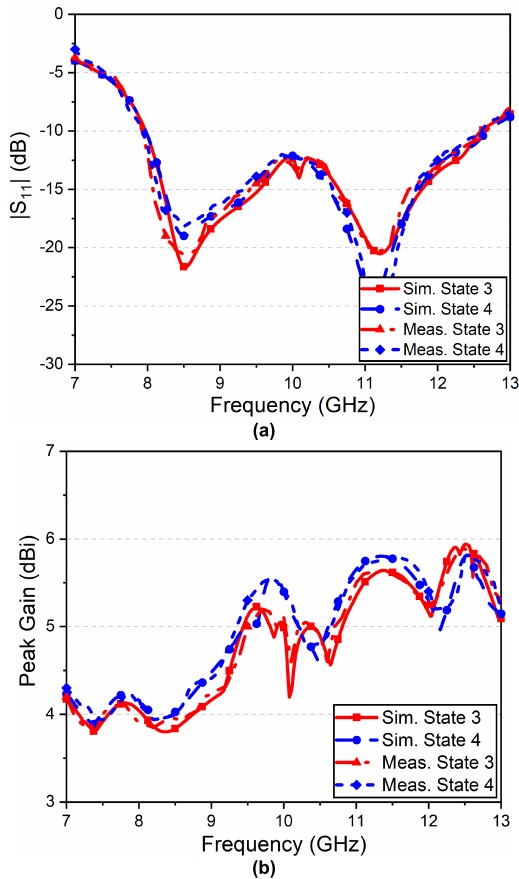 0
-5
-10
-15
-20
-25
-30
|S11| (dB)
Sim. State 3
Sim. State 4
Meas. State 3
Meas. State 4
7 8 9 10 11 12 13
Frequency (GHz)
(a)
7
6
5
4
3
Peak Gain (dBi)
Sim. State 3
Sim. State 4
Meas. State 3
Meas. State 4
7 8 9 10 11 12 13
Frequency (GHz)
(b)